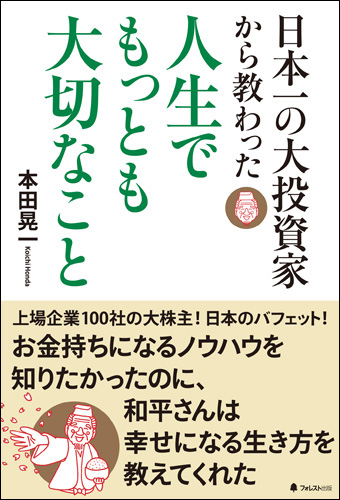 日本一の大投資家
から教わった
人生で
もっとも
大切なこと
本田晃一
Koichi Honda
上場企業100社の大株主！日本のバフェット！
お金持ちになるノウハウを
知りたかったのに、
和平さんは
幸せになる生き方を
教えてくれた
フォレスト出版